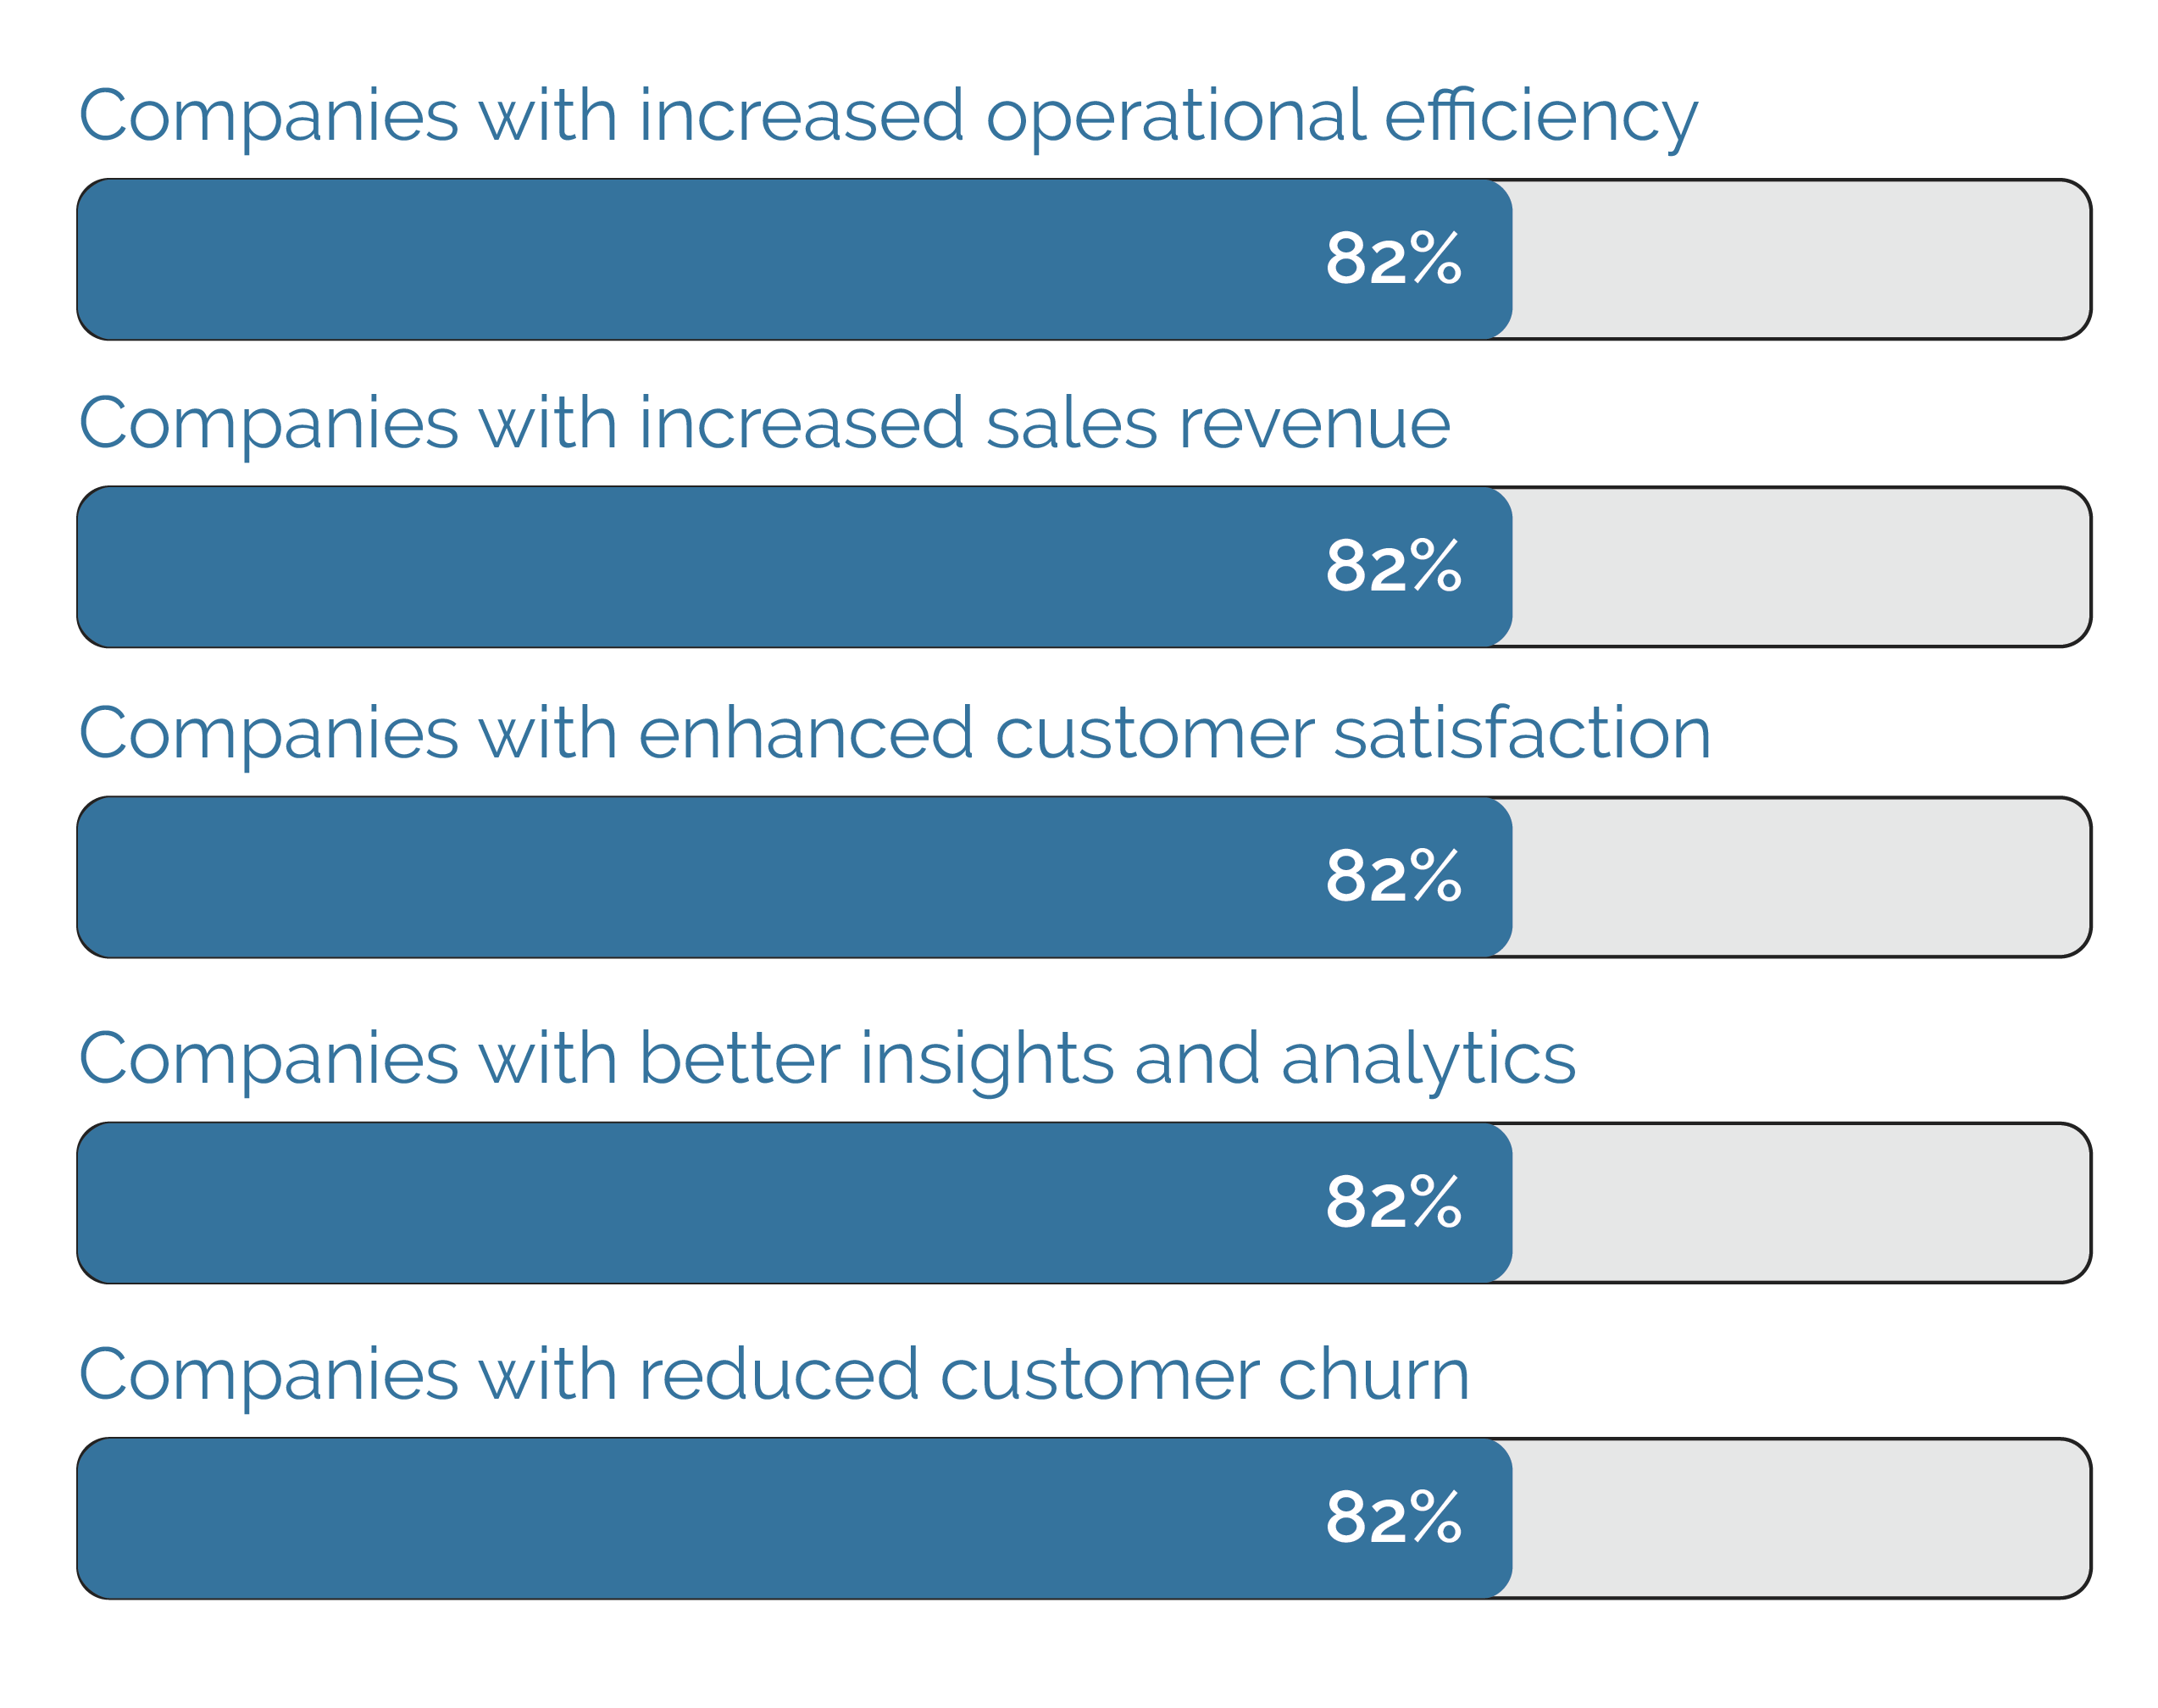 Companies with increased operational efficiency
82%
Companies with increased sales revenue
82%
Companies with enhanced customer satisfaction
82%
Companies with better insights and analytics
82%
Companies with reduced customer churn
82%